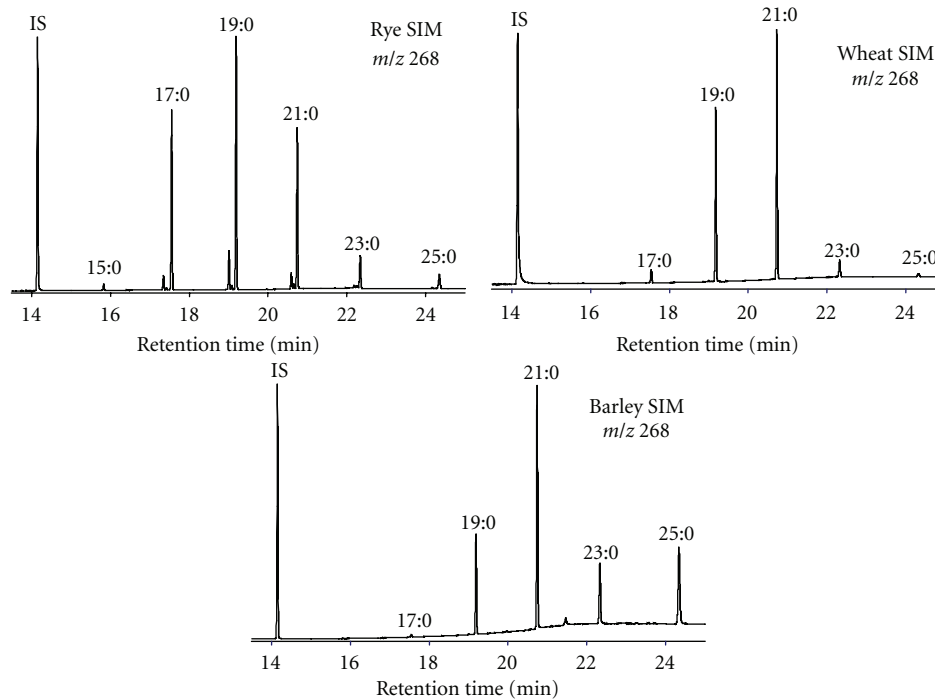 IS
15:0
17:0
19:0
21:0
23:0
25:0
Rye SIM
m/z 268
14 16 18 20 22 24
Retention time (min)
IS
17:0
19:0
21:0
23:0
25:0
Wheat SIM
m/z 268
14 16 18 20 22 24
Retention time (min)
IS
17:0
19:0
21:0
23:0
25:0
Barley SIM
m/z 268
14 16 18 20 22 24
Retention time (min)